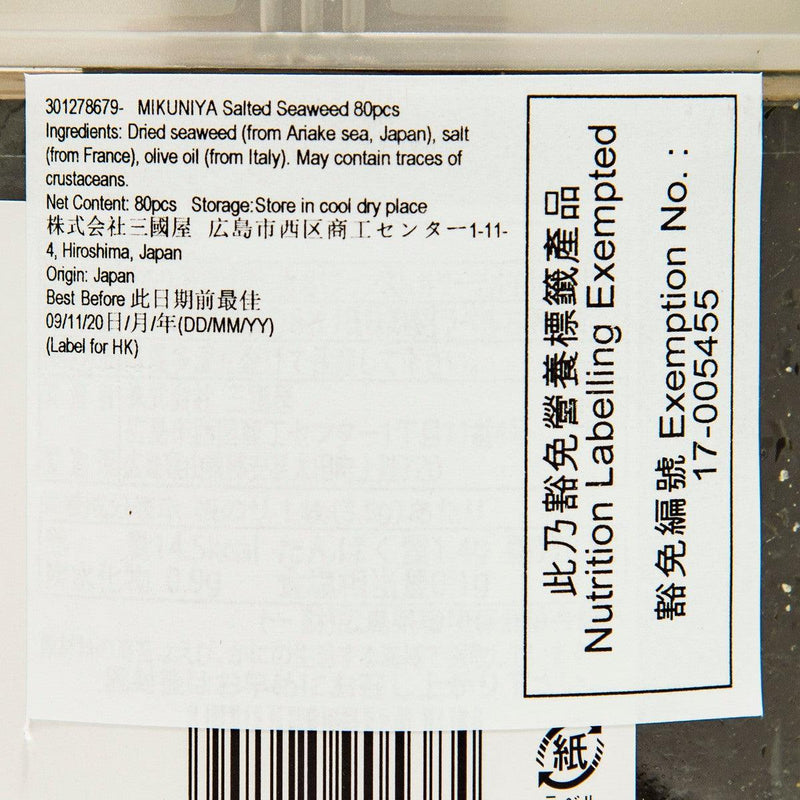 301278679- MIKUNIYA Salted Seaweed 80pcs
Ingredients: Dried seaweed (from Ariake sea, Japan), salt
(from France), olive oil (from Italy). May contain traces of
crustaceans.
Net Content: 80pcs Storage:Store in cool dry place
株式会社三國屋 広島市西区商工センター1-11-
4, Hiroshima, Japan
Origin: Japan
Best Before 此日期前最佳
09/11/20日/月/年(DD/MM/YY)
(Label for HK)
此乃豁免營養標籤產品
Nutrition Labelling Exempted
豁免編號 Exemption No. :
17-005455
紙